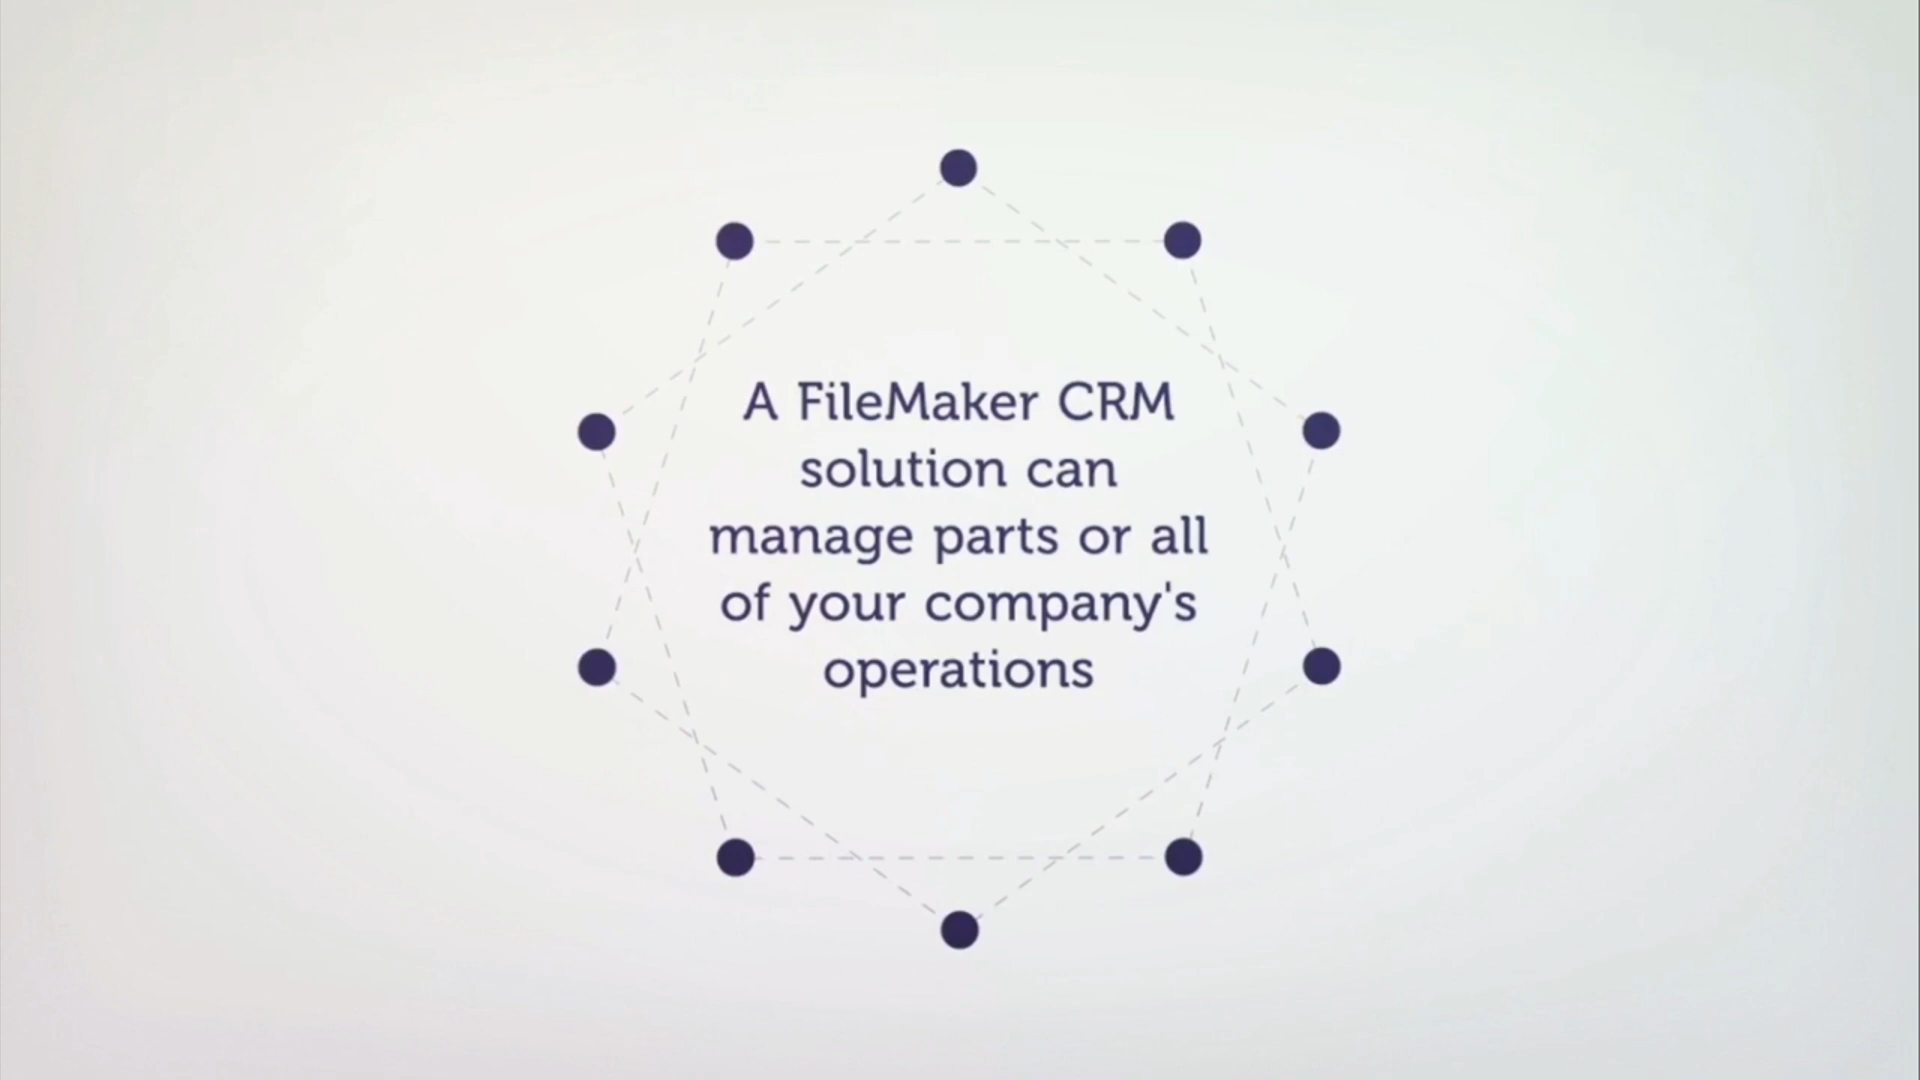 A FileMaker CRM
solution can
manage parts or all
of your company's
operations